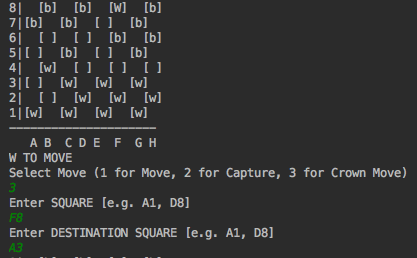 8|  [b]  [b]  [W]  [b]
7|[b]  [b]  [ ]  [b]
6|  [ ]  [ ]  [b]  [b]
5|[ ]  [b]  [ ]  [b]
4|  [w]  [ ]  [ ]  [ ]
3|[ ]  [w]  [w]  [w]
2|  [ ]  [w]  [w]  [w]
1|[w]  [w]  [w]  [w]
_____________________
   A B  C D E  F  G H
W TO MOVE
Select Move (1 for Move, 2 for Capture, 3 for Crown Move)
3
Enter SQUARE [e.g. A1, D8]
F8
Enter DESTINATION SQUARE [e.g. A1, D8]
A3